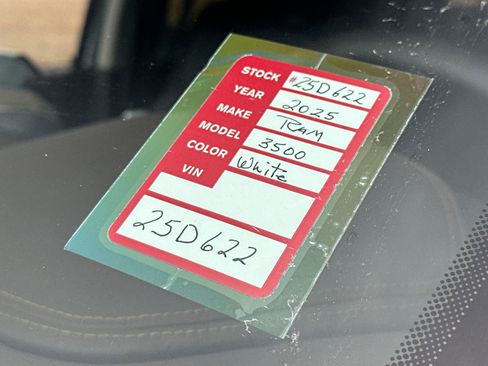 STOCK #25D622
YEAR 2025
MAKE Ram
MODEL 3500
COLOR White
VIN
25D622